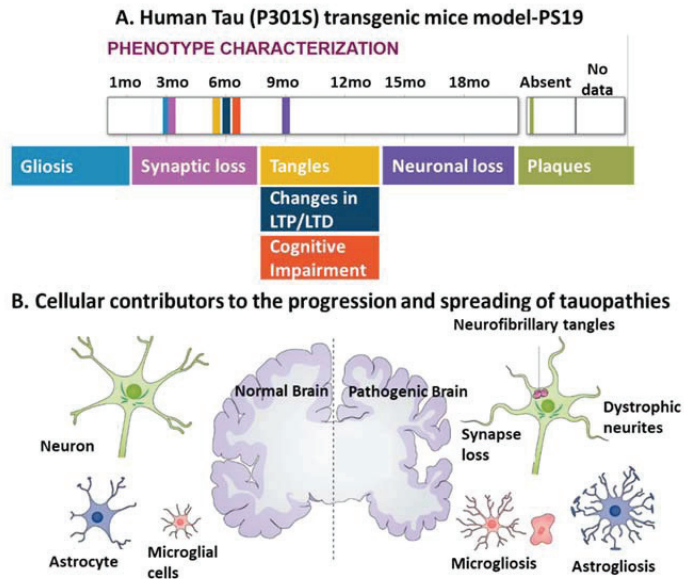 A. Human Tau (P301S) transgenic mice model-PS19
PHENOTYPE CHARACTERIZATION
1mo 3mo 6mo 9mo 12mo 15mo 18mo Absent No data
Gliosis Synaptic loss Tangles Neuronal loss Plaques
Changes in
LTP/LTD
Cognitive
Impairment
B. Cellular contributors to the progression and spreading of tauopathies
Neurofibrillary tangles
Normal Brain Pathogenic Brain
Neuron
Synapse
loss
Dystrophic
neurites
Astrocyte
Microglial
cells
Microgliosis
Astrogliosis